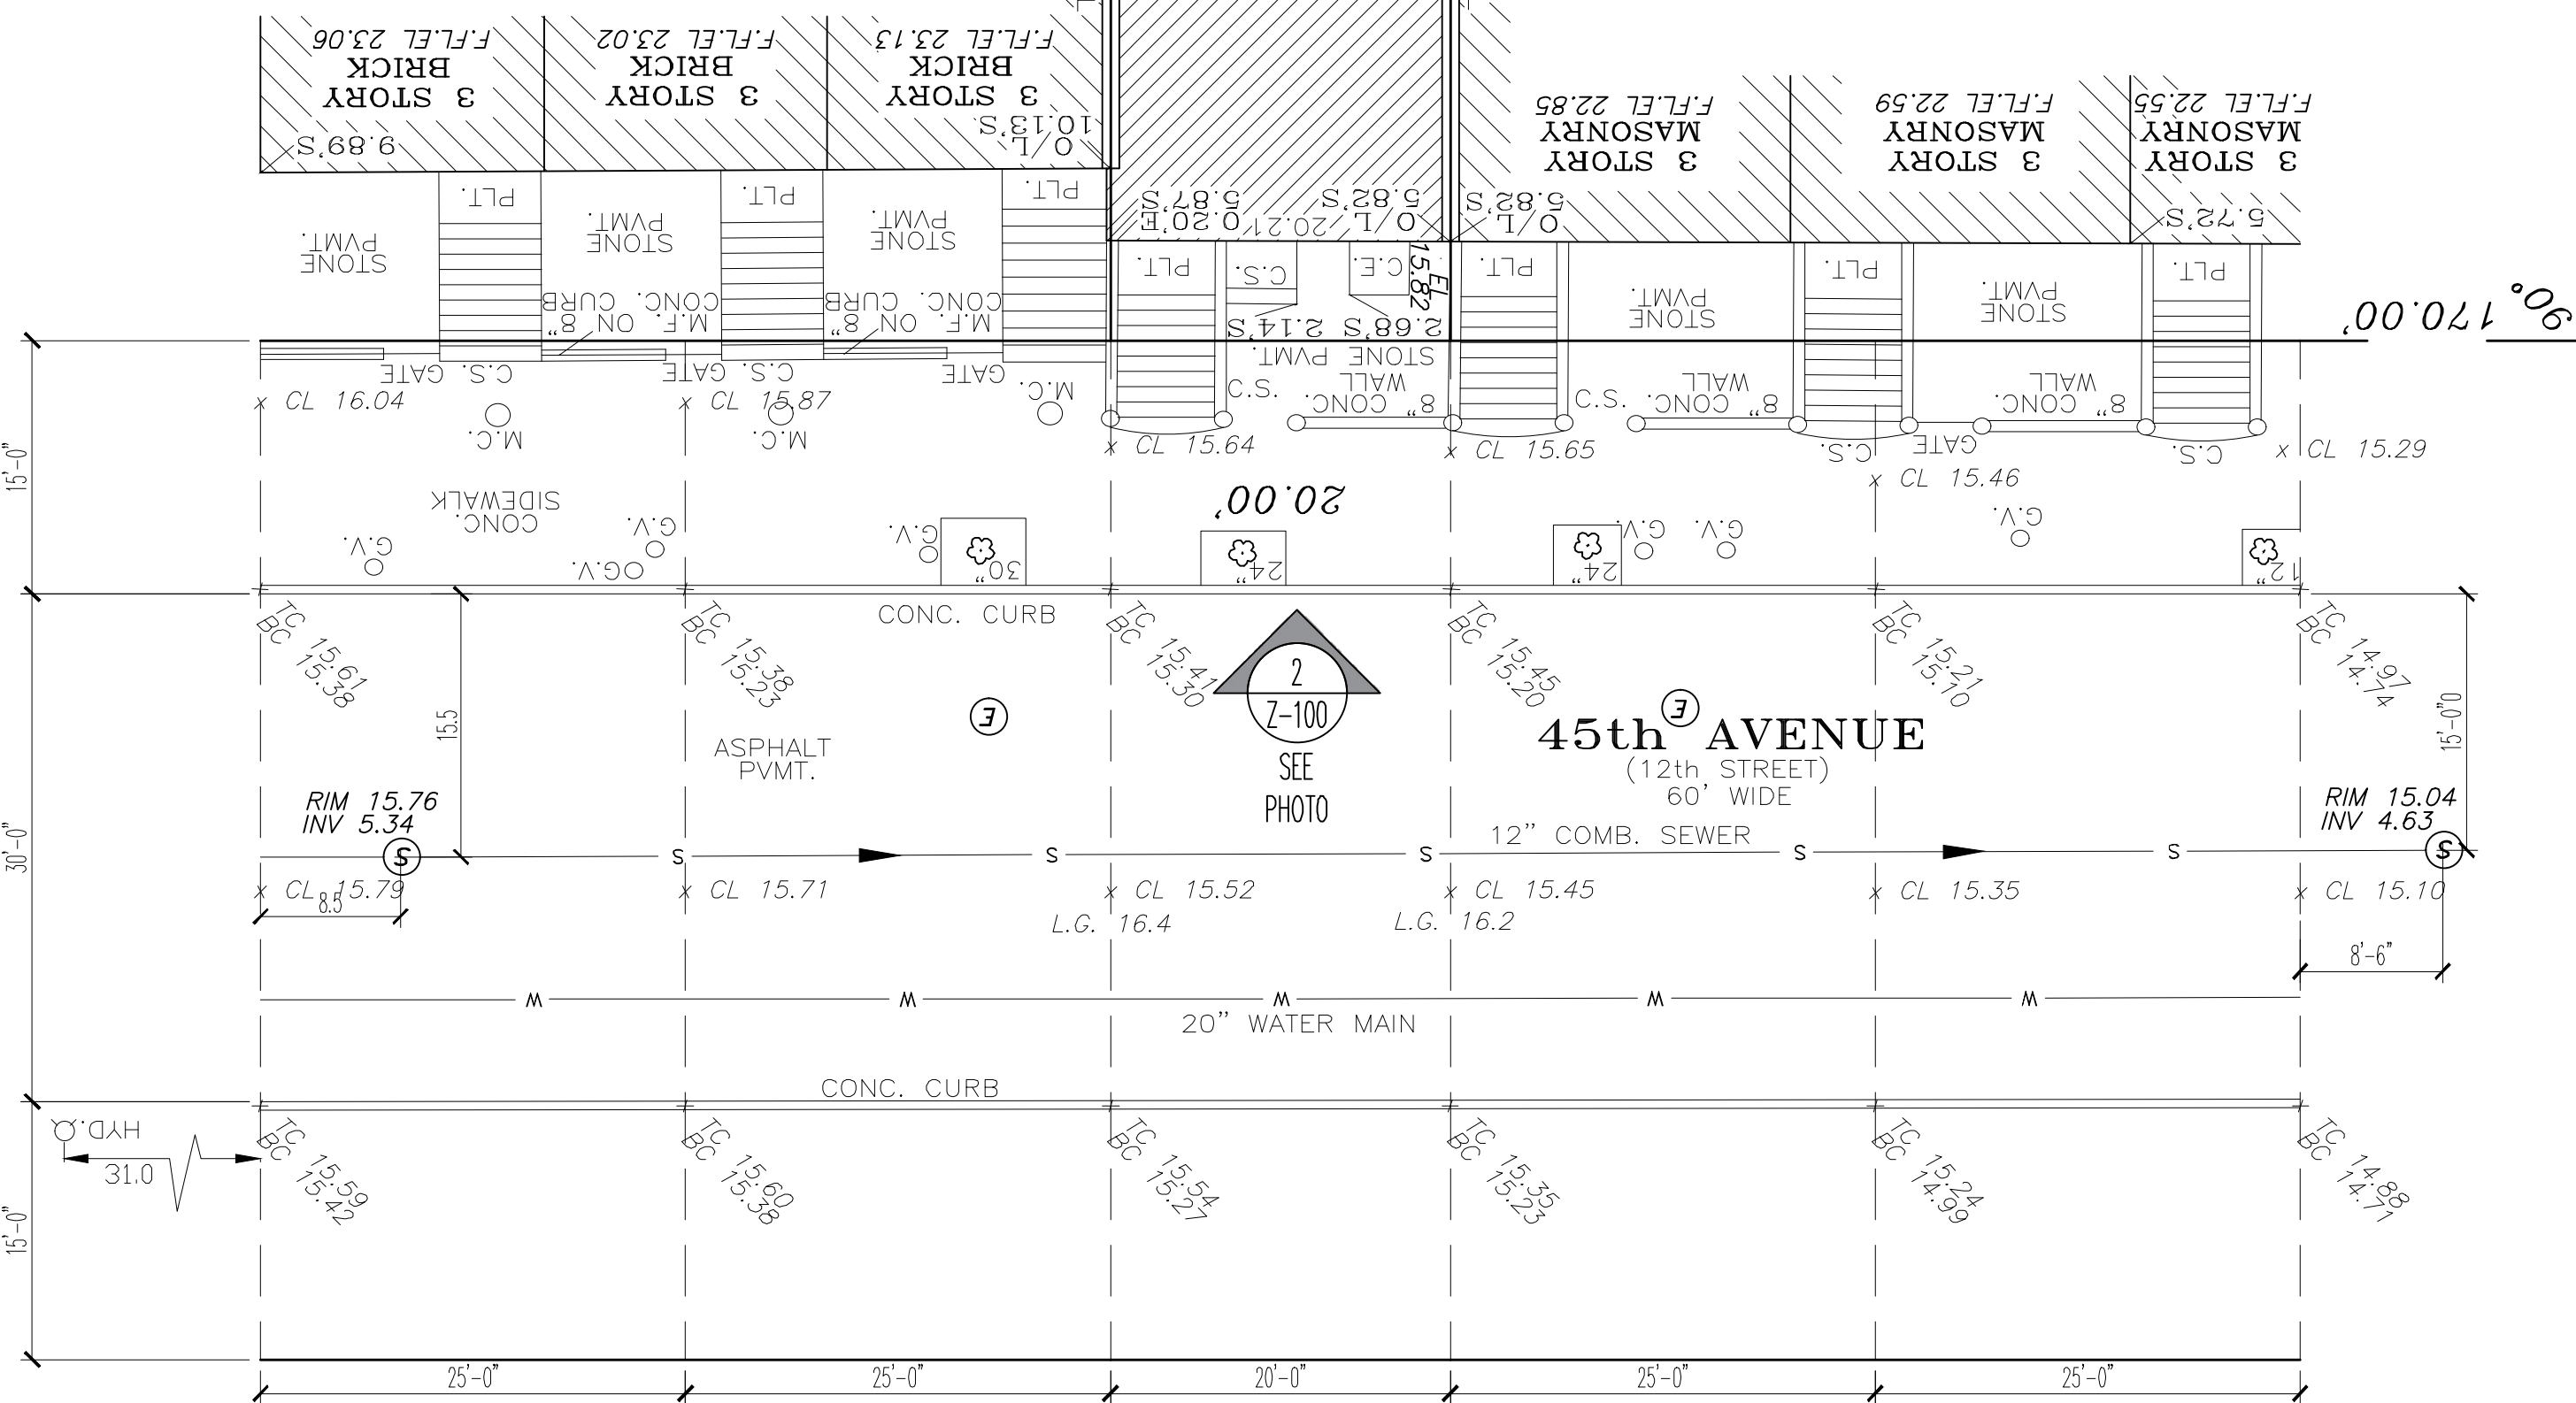 F.FL.EL 23.06
BRICK
3 STORY
9.89'S
F.FL.EL 23.02
BRICK
3 STORY
F.FL.EL 23.13
BRICK
3 STORY
10.13'S
O/L
5.87'S
0.20'E
20.21
5.82'S
O/L
5.82'S
O/L
F.FL.EL 22.85
MASONRY
3 STORY
F.FL.EL 22.59
MASONRY
3 STORY
F.FL.EL 22.55
MASONRY
3 STORY
5.72'S
STONE
PVMT.
PLT.
STONE
PVMT.
PLT.
STONE
PVMT.
PLT.
PLT.
C.S.
C.E.
EL
15.82
PLT.
STONE
PVMT.
PLT.
STONE
PVMT.
PLT.
M.F. ON 8"
CONC. CURB
M.F. ON 8"
CONC. CURB
2.14'S
2.68'S
STONE PVMT.
170.00'
90°
GATE
C.S.
GATE
C.S.
GATE
M.C.
C.S.
8" CONC.
WALL
C.S.
8" CONC.
WALL
8" CONC.
WALL
CL 16.04
M.C.
CL 15.87
M.C.
CL 15.64
CL 15.65
C.S.
GATE
CL 15.46
C.S.
CL 15.29
15'-0"
CONC.
SIDEWALK
20.00'
G.V.
G.V.
G.V.
G.V.
30"
24"
24"
G.V.
G.V.
G.V.
12"
CONC. CURB
TC 15.61
BC 15.38
TC 15.38
BC 15.23
TC 15.41
BC 15.30
TC 15.45
BC 15.20
TC 15.21
BC 15.10
TC 14.97
BC 14.74
15.5
ASPHALT
PVMT.
E
2
Z-100
SEE
PHOTO
E
45th AVENUE
(12th STREET)
60' WIDE
15'-0"0
RIM 15.76
INV 5.34
S
S
S
S
12" COMB. SEWER
S
S
RIM 15.04
INV 4.63
S
30'-0"
CL 15.79
8.5
CL 15.71
CL 15.52
L.G. 16.4
CL 15.45
L.G. 16.2
CL 15.35
CL 15.10
8'-6"
W
W
W
W
W
20" WATER MAIN
CONC. CURB
HYD.
31.0
TC 15.59
BC 15.42
TC 15.60
BC 15.38
TC 15.54
BC 15.27
TC 15.35
BC 15.23
TC 15.24
BC 14.99
TC 14.88
BC 14.71
15'-0"
25'-0"
25'-0"
20'-0"
25'-0"
25'-0"